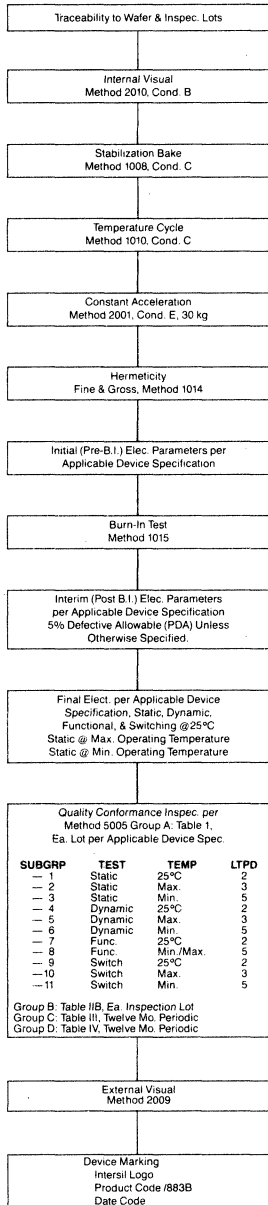 Traceability to Wafer & Inspec. Lots
Internal Visual
Method 2010, Cond. B
Stabilization Bake
Method 1008, Cond. C
Temperature Cycle
Method 1010, Cond. C
Constant Acceleration
Method 2001, Cond. E, 30 kg
Hermeticity
Fine & Gross, Method 1014
Initial (Pre-B.I.) Elec. Parameters per
Applicable Device Specification
Burn-In Test
Method 1015
Interim (Post B.I.) Elec. Parameters
per Applicable Device Specification
5% Defective Allowable (PDA) Unless
Otherwise Specified.
Final Elect. per Applicable Device
Specification, Static, Dynamic,
Functional, & Switching @25°C
Static @ Max. Operating Temperature
Static @ Min. Operating Temperature
Quality Conformance Inspec. per
Method 5005 Group A: Table 1,
Ea. Lot per Applicable Device Spec.
SUBGRP TEST TEMP LTPD
— 1 Static 25°C 2
— 2 Static Max. 3
— 3 Static Min. 5
— 4 Dynamic 25°C 2
— 5 Dynamic Max. 3
— 6 Dynamic Min. 5
— 7 Func. 25°C 2
— 8 Func. Min./Max. 5
— 9 Switch 25°C 2
—10 Switch Max. 3
—11 Switch Min. 5
Group B: Table IIB, Ea. Inspection Lot
Group C: Table III, Twelve Mo. Periodic
Group D: Table IV, Twelve Mo. Periodic
External Visual
Method 2009
Device Marking
Intersil Logo
Product Code /883B
Date Code